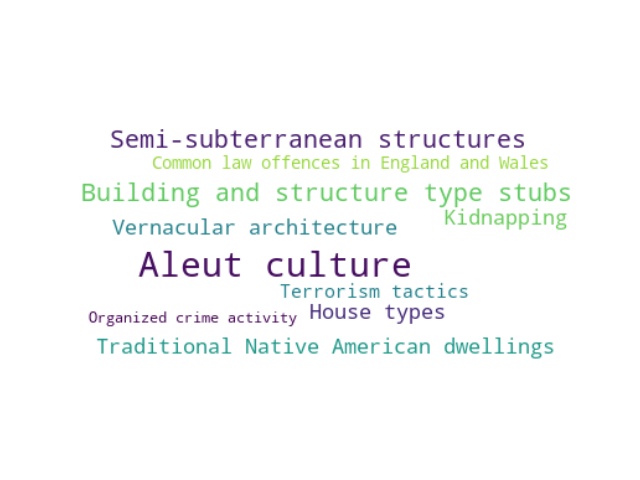 Semi-subterranean structures
Common law offences in England and Wales
Building and structure type stubs
Kidnapping
Vernacular architecture
Aleut culture
Terrorism tactics
House types
Organized crime activity
Traditional Native American dwellings